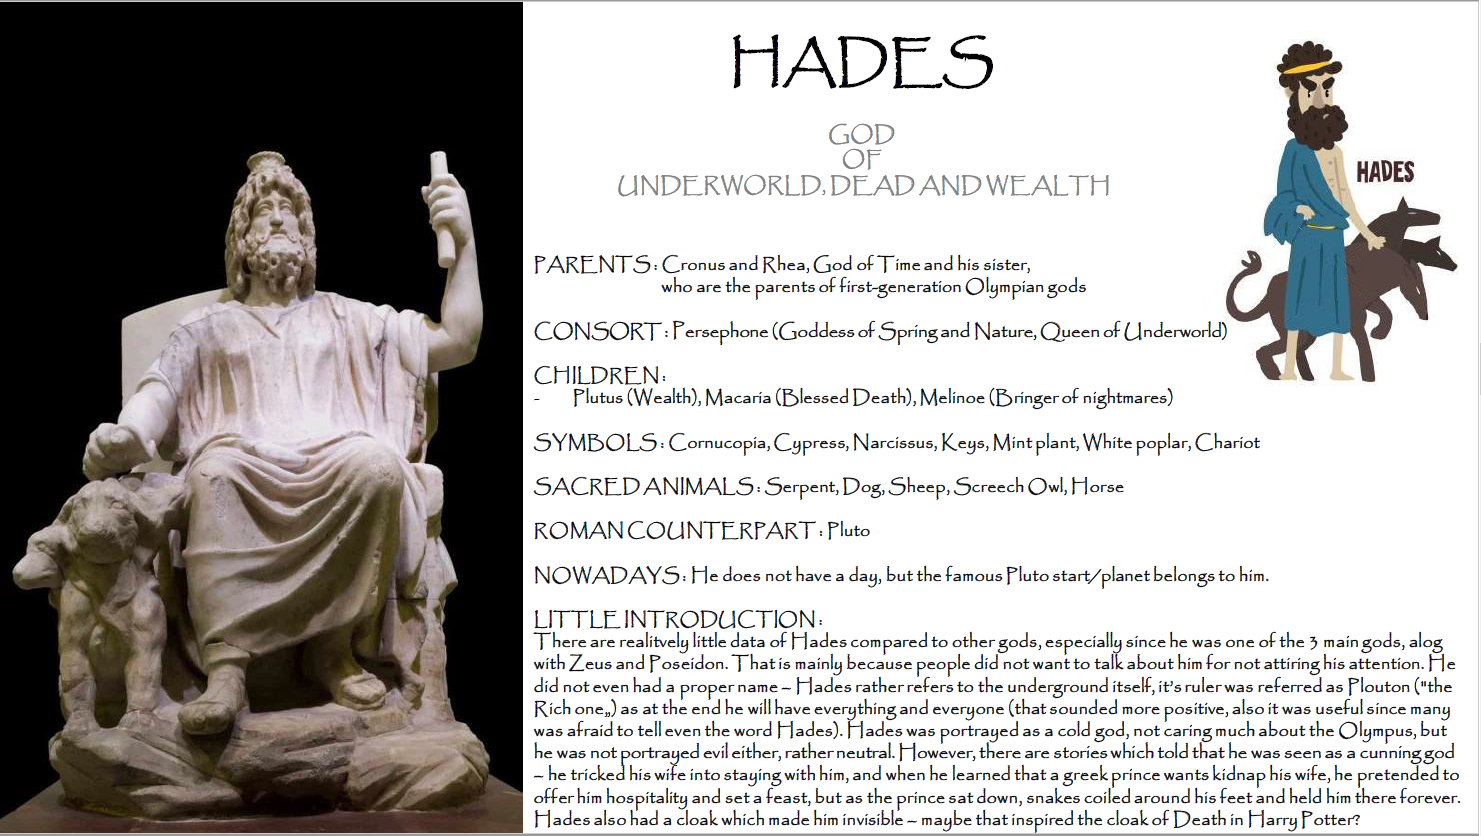 HADES
GOD
OF
UNDERWORLD, DEAD AND WEALTH
HADES
PARENTS : Cronus and Rhea, God of Time and his sister,
who are the parents of first-generation Olympian gods
CONSORT : Persephone (Goddess of Spring and Nature, Queen of Underworld)
CHILDREN :
- Plutus (Wealth), Macaria (Blessed Death), Melinoe (Bringer of nightmares)
SYMBOLS : Cornucopia, Cypress, Narcissus, Keys, Mint plant, White poplar, Chariot
SACRED ANIMALS : Serpent, Dog, Sheep, Screech Owl, Horse
ROMAN COUNTERPART : Pluto
NOWADAYS : He does not have a day, but the famous Pluto start/planet belongs to him.
LITTLE INTRODUCTION :
There are realitvely little data of Hades compared to other gods, especially since he was one of the 3 main gods, alog
with Zeus and Poseidon. That is mainly because people did not want to talk about him for not attiring his attention. He
did not even had a proper name – Hades rather refers to the underground itself, it’s ruler was referred as Plouton ("the
Rich one„) as at the end he will have everything and everyone (that sounded more positive, also it was useful since many
was afraid to tell even the word Hades). Hades was portrayed as a cold god, not caring much about the Olympus, but
he was not portrayed evil either, rather neutral. However, there are stories which told that he was seen as a cunning god
– he tricked his wife into staying with him, and when he learned that a greek prince wants kidnap his wife, he pretended to
offer him hospitality and set a feast, but as the prince sat down, snakes coiled around his feet and held him there forever.
Hades also had a cloak which made him invisible – maybe that inspired the cloak of Death in Harry Potter?